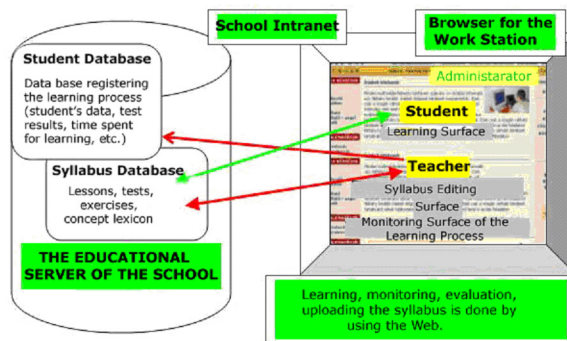 School Intranet
Browser for the
Work Station
Student Database
Data base registering
the learning process
(student's data, test
results, time spent
for learning, etc.)
Syllabus Database
Lessons, tests,
exercises,
concept lexicon
THE EDUCATIONAL
SERVER OF THE SCHOOL
Administarator
Student
Learning Surface
Teacher
Syllabus Editing
Surface
Monitoring Surface of the
Learning Process
Learning, monitoring, evaluation,
uploading the syllabus is done by
using the Web.